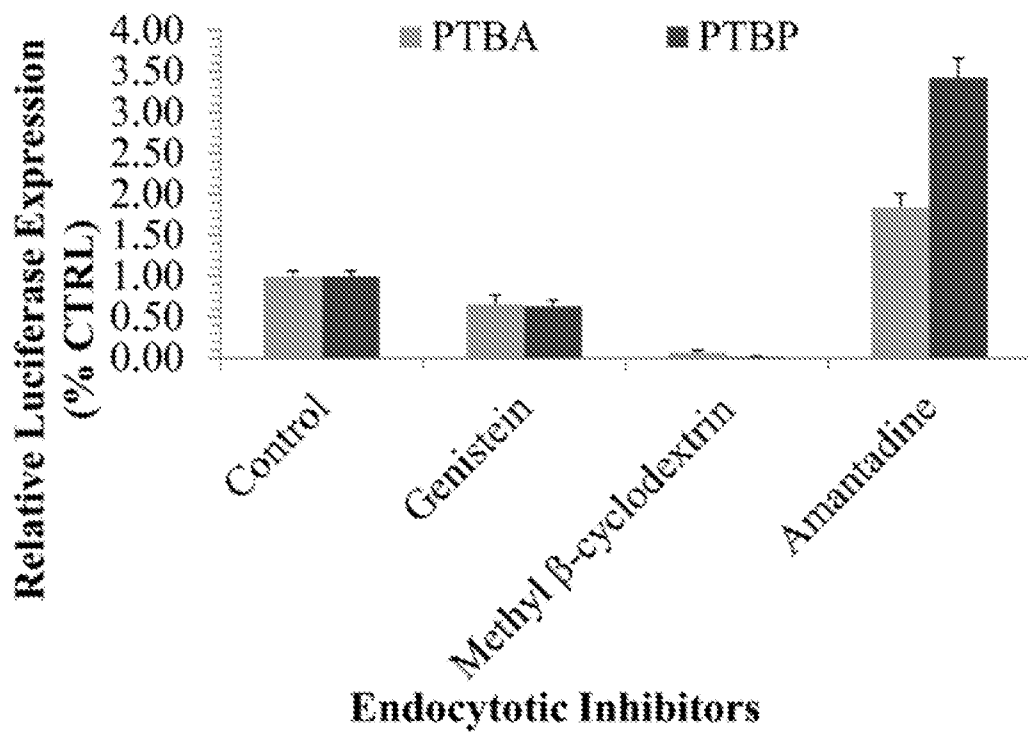 Relative Luciferase Expression
(% CTRL)
4.00
3.50
3.00
2.50
2.00
1.50
1.00
0.50
0.00
PTBA
PTBP
Control
Genistein
Methyl β-cyclodextrin
Amantadine
Endocytotic Inhibitors